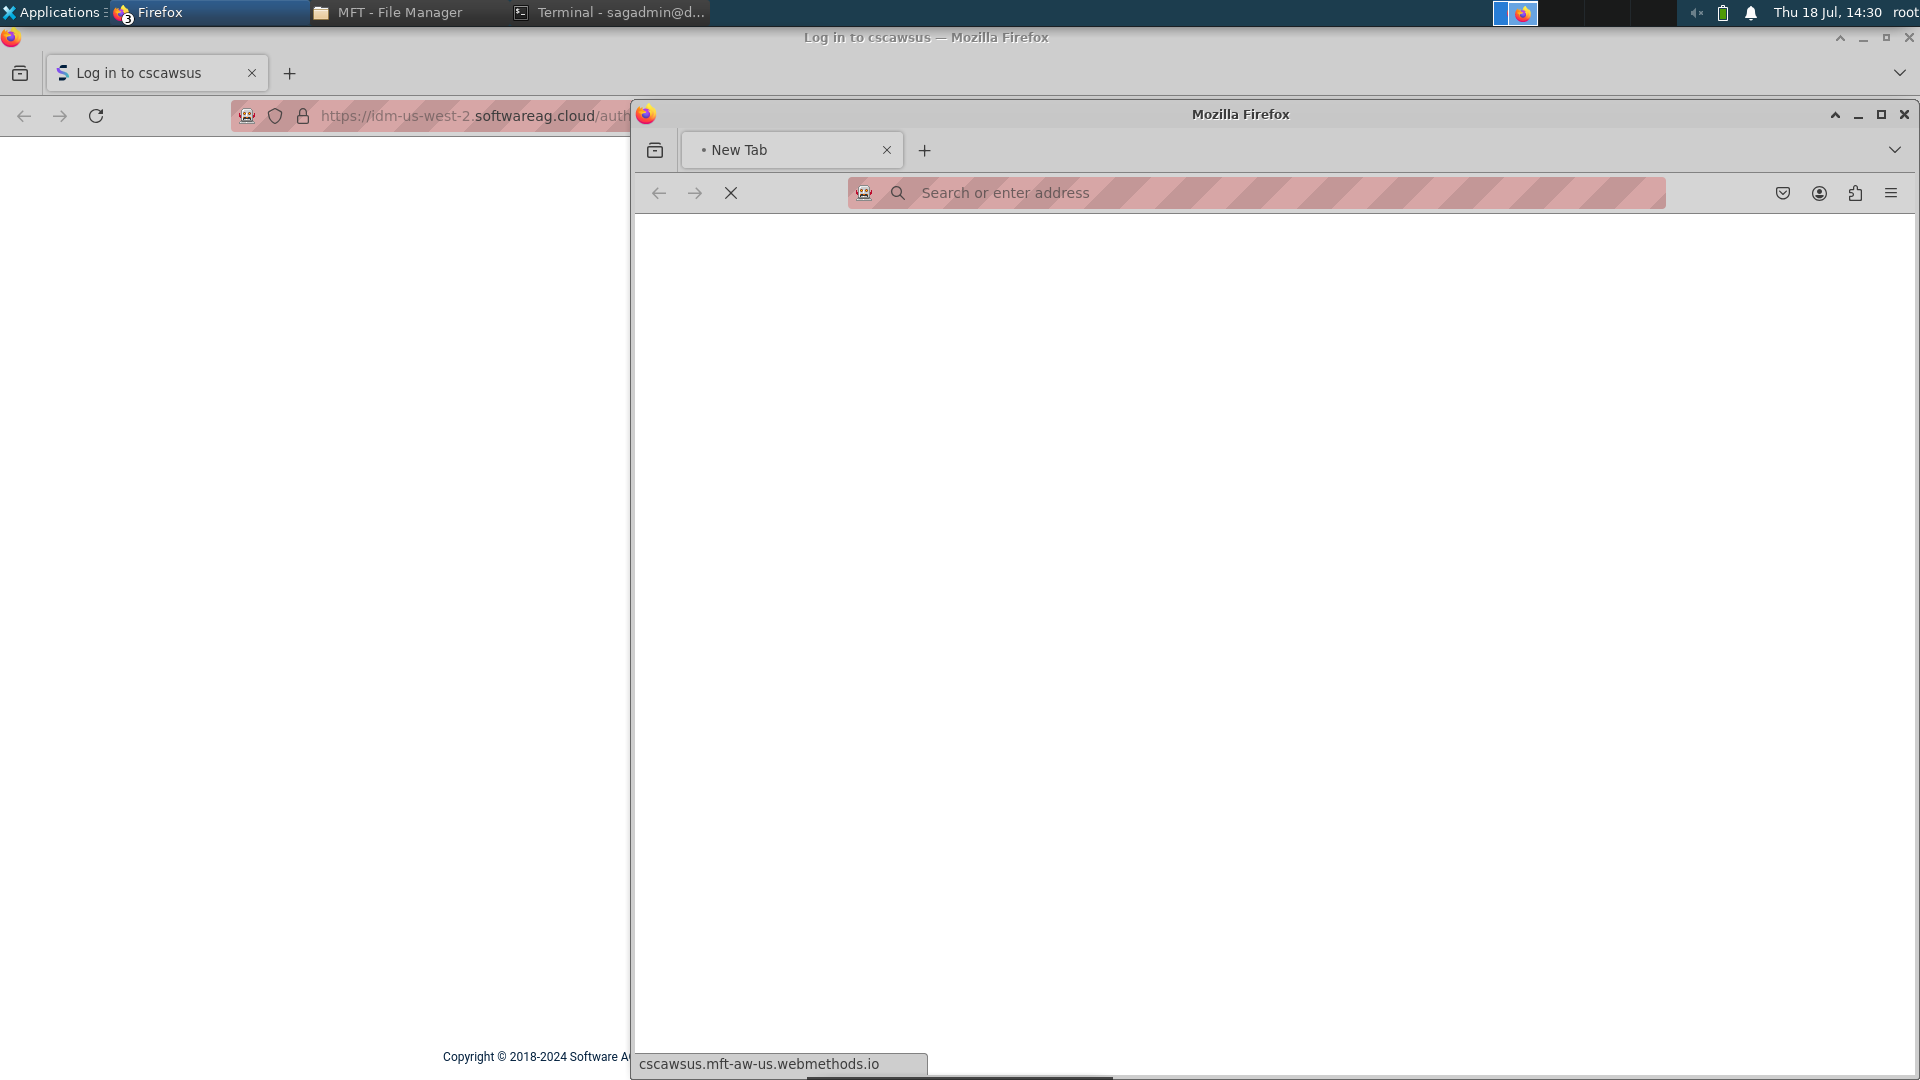 Applications
3
Firefox
MFT - File Manager
Terminal - sagadmin@d...
Thu 18 Jul, 14:30
root
Log in to cscawsus — Mozilla Firefox
Log in to cscawsus
https://idm-us-west-2.softwareag.cloud/auth
Mozilla Firefox
New Tab
Search or enter address
Copyright © 2018-2024 Software
cscawsus.mft-aw-us.webmethods.io